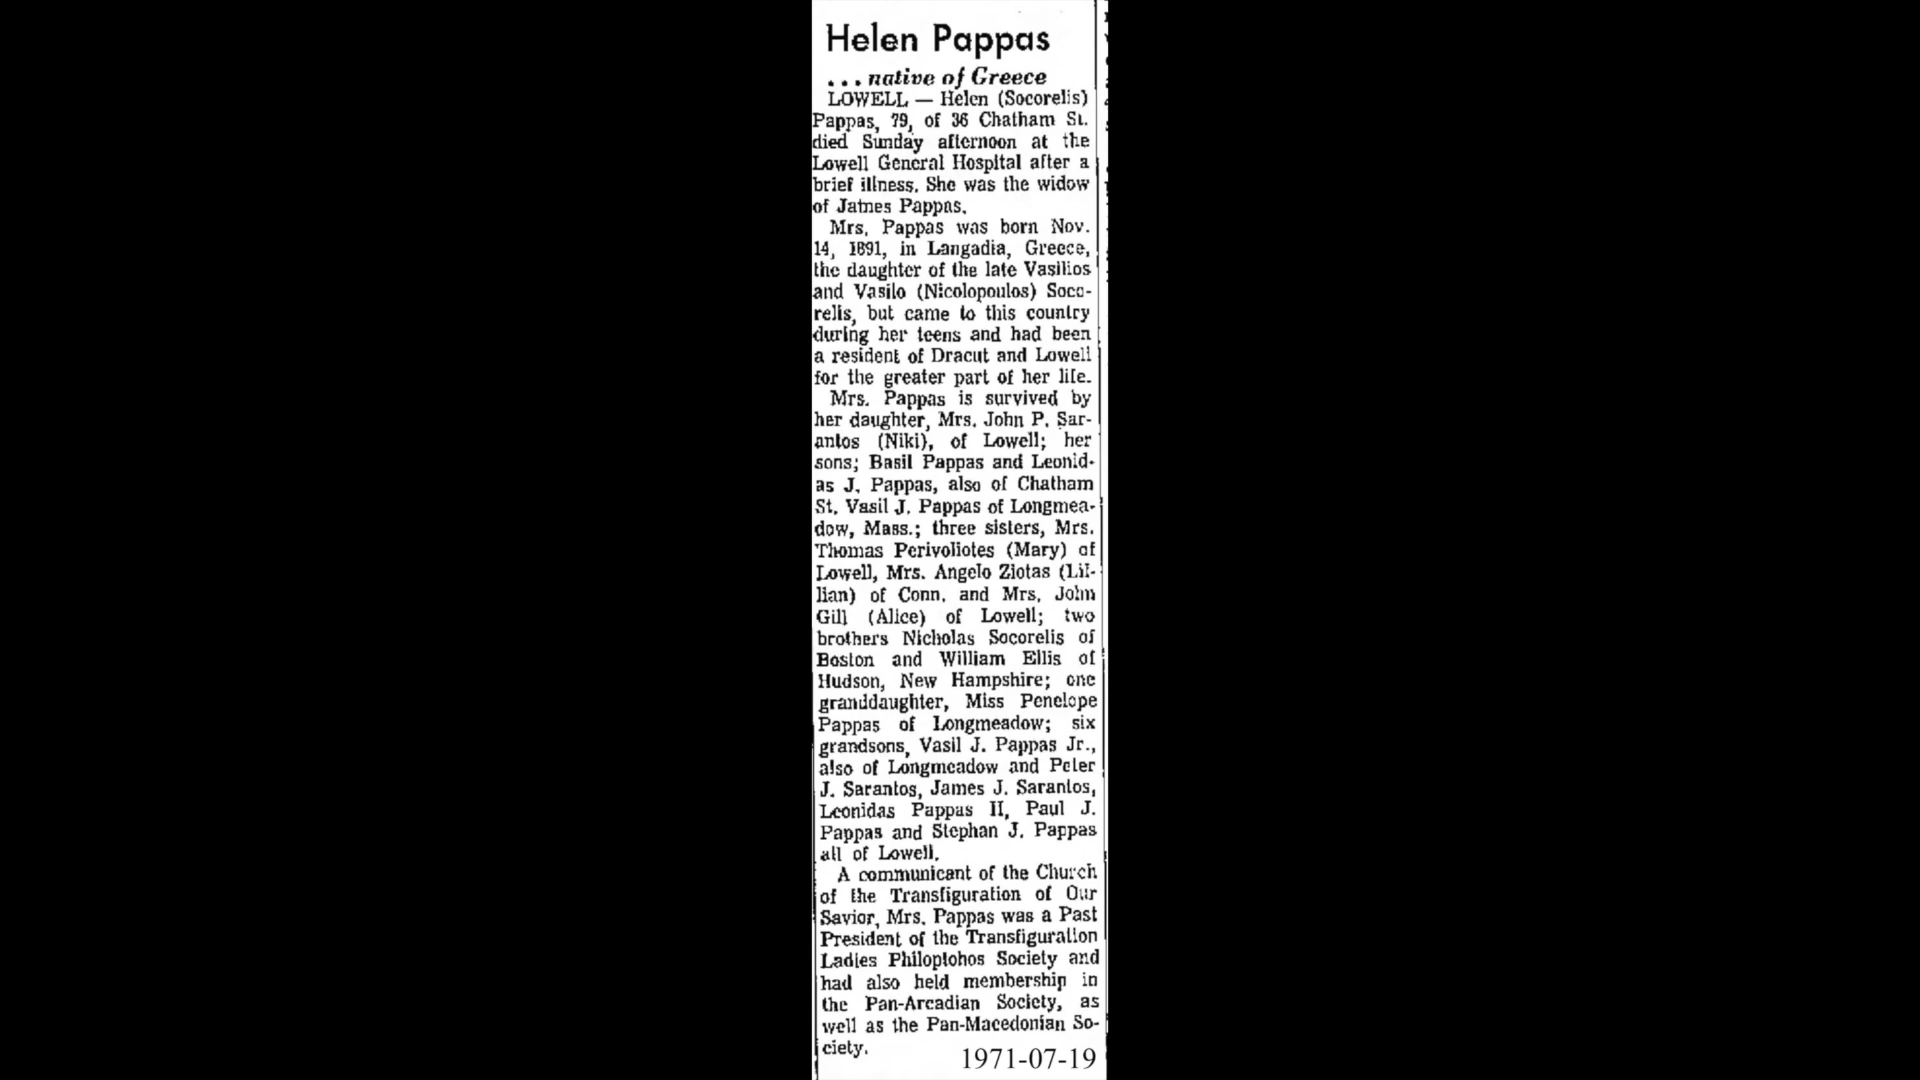 Helen Pappas
...native of Greece
LOWELL — Helen (Socorelis)
Pappas, 79, of 36 Chatham St.
died Sunday afternoon at the
Lowell General Hospital after a
brief illness. She was the widow
of James Pappas.
Mrs. Pappas was born Nov.
14, 1891, in Langadia, Greece,
the daughter of the late Vasilios
and Vasilo (Nicolopoulos) Soco-
relis, but came to this country
during her teens and had been
a resident of Dracut and Lowell
for the greater part of her life.
Mrs. Pappas is survived by
her daughter, Mrs. John P. Sar-
antos (Niki), of Lowell; her
sons; Basil Pappas and Leonid-
as J. Pappas, also of Chatham
St. Vasil J. Pappas of Longmea-
dow, Mass.; three sisters, Mrs.
Thomas Perivoliotes (Mary) of
Lowell, Mrs. Angelo Ziotas (Lil-
lian) of Conn. and Mrs. John
Gill (Alice) of Lowell; two
brothers Nicholas Socorelis of
Boston and William Ellis of
Hudson, New Hampshire; one
granddaughter, Miss Penelope
Pappas of Longmeadow; six
grandsons, Vasil J. Pappas Jr.,
also of Longmeadow and Peter
J. Sarantos, James J. Sarantos,
Leonidas Pappas II, Paul J.
Pappas and Stephan J. Pappas
all of Lowell.
A communicant of the Church
of the Transfiguration of Our
Savior, Mrs. Pappas was a Past
President of the Transfiguration
Ladies Philoptohos Society and
had also held membership in
the Pan-Arcadian Society, as
well as the Pan-Macedonian So-
ciety.
1971-07-19